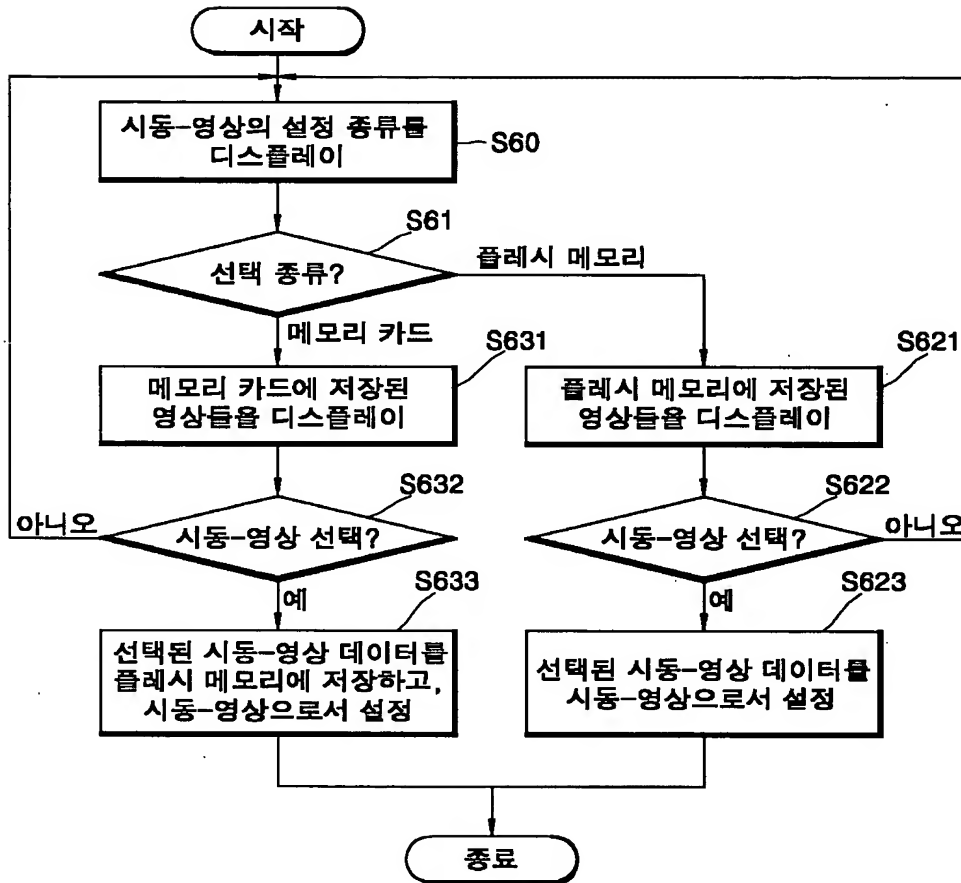 시작
시동-영상의 설정 종류를
디스플레이
S60
S61
선택 종류?
플레시 메모리
메모리 카드
S631
S621
메모리 카드에 저장된
영상들을 디스플레이
플레시 메모리에 저장된
영상들을 디스플레이
S632
S622
아니오
시동-영상 선택?
시동-영상 선택?
아니오
예
S633
예
S623
선택된 시동-영상 데이터를
플레시 메모리에 저장하고,
시동-영상으로서 설정
선택된 시동-영상 데이터를
시동-영상으로서 설정
종료